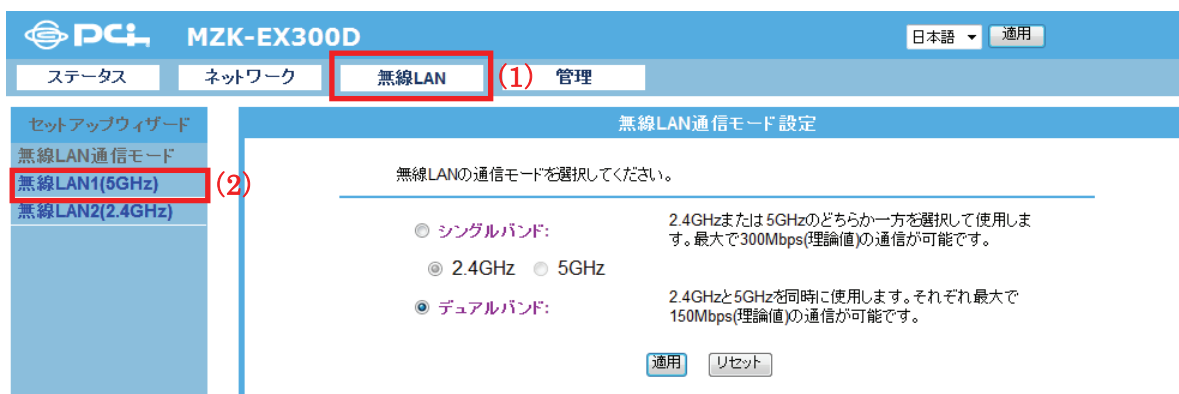 PCi MZK-EX300D 日本語 適用
ステータス ネットワーク 無線LAN (1) 管理
セットアップウィザード
無線LAN通信モード
無線LAN1(5GHz) (2)
無線LAN2(2.4GHz)
無線LAN通信モード設定
無線LANの通信モードを選択してください。
シングルバンド:
2.4GHzまたは5GHzのどちらか一方を選択して使用しま
す。最大で300Mbps(理論値)の通信が可能です。
2.4GHz 5GHz
デュアルバンド:
2.4GHzと5GHzを同時に使用します。それぞれ最大で
150Mbps(理論値)の通信が可能です。
適用 リセット